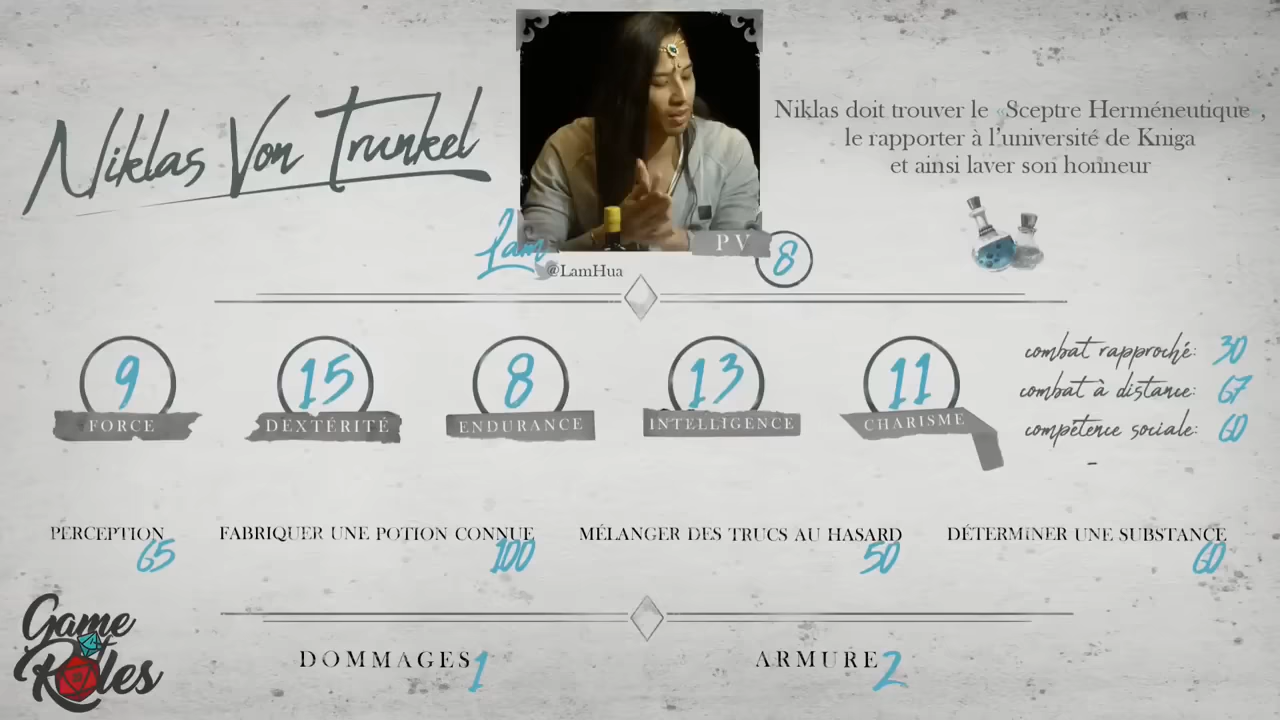 Niklas Von Trunkel
Niklas doit trouver le «Sceptre Herméneutique»,
le rapporter à l'université de Kniga
et ainsi laver son honneur
Lam
@LamHua
PV
8
9
FORCE
15
DEXTÉRITÉ
8
ENDURANCE
13
INTELLIGENCE
11
CHARISME
combat rapproché: 30
combat à distance: 67
compétence sociale: 60
-
PERCEPTION
65
FABRIQUER UNE POTION CONNUE
100
MÉLANGER DES TRUCS AU HASARD
50
DÉTERMINER UNE SUBSTANCE
60
Game
Rôles
DOMMAGES 1
ARMURE 2